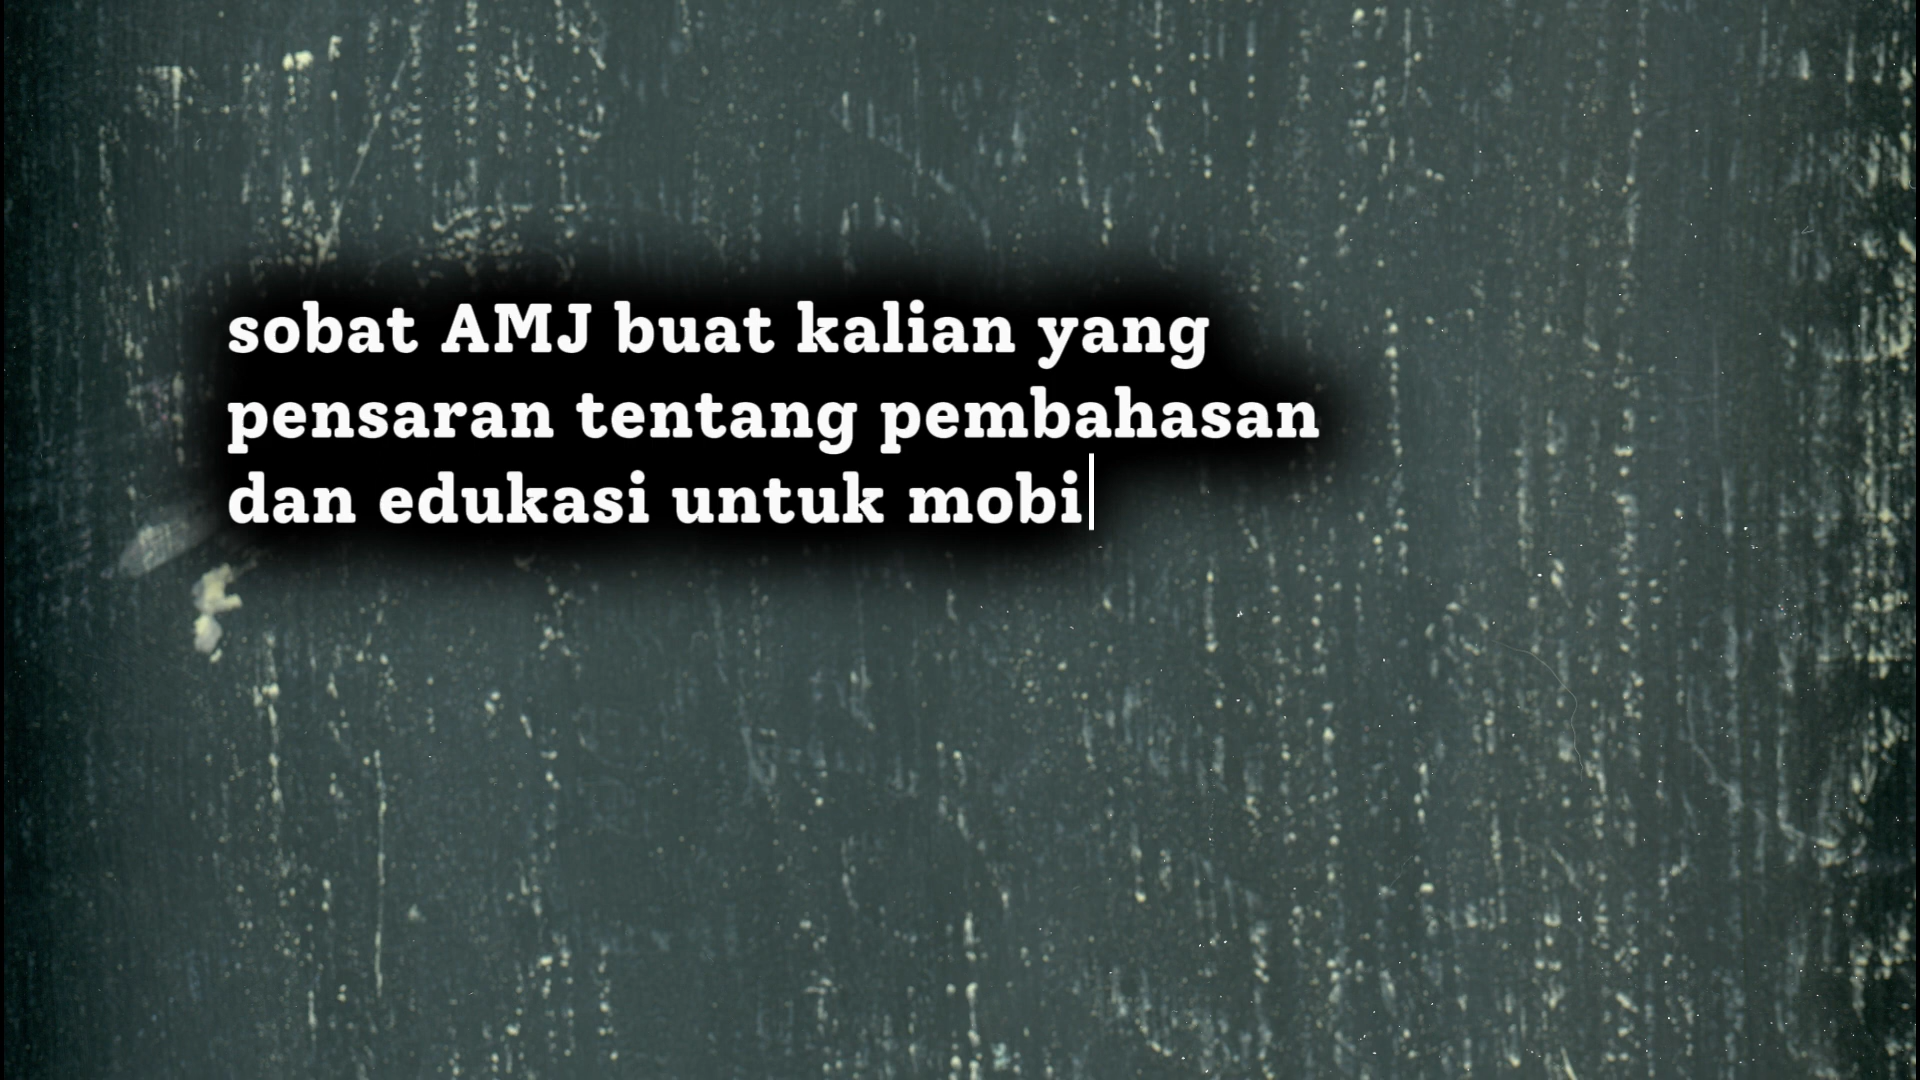 sobat AMJ buat kalian yang
pensaran tentang pembahasan
dan edukasi untuk mobi